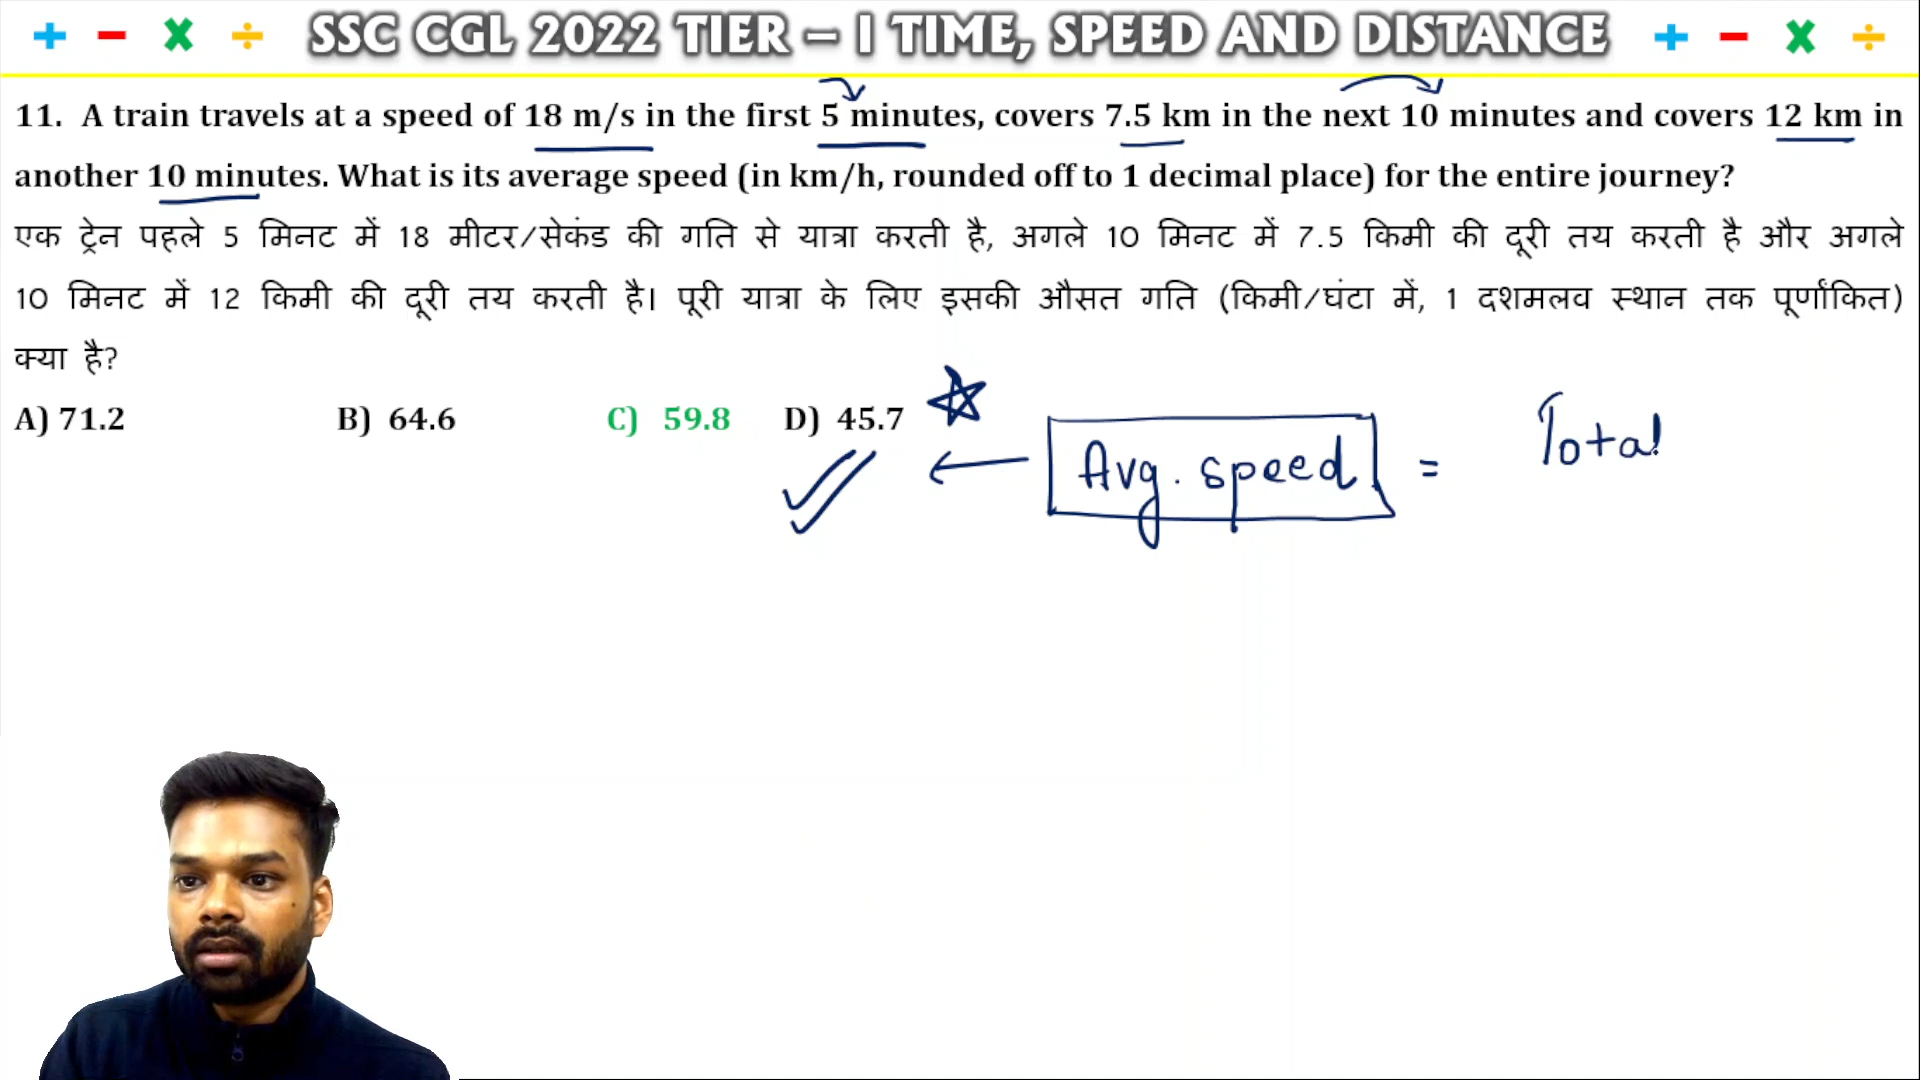 + − × ÷ SSC CGL 2022 TIER – I TIME, SPEED AND DISTANCE + − × ÷
11. A train travels at a speed of 18 m/s in the first 5 minutes, covers 7.5 km in the next 10 minutes and covers 12 km in
another 10 minutes. What is its average speed (in km/h, rounded off to 1 decimal place) for the entire journey?
एक ट्रेन पहले 5 मिनट में 18 मीटर/सेकंड की गति से यात्रा करती है, अगले 10 मिनट में 7.5 किमी की दूरी तय करती है और अगले
10 मिनट में 12 किमी की दूरी तय करती है। पूरी यात्रा के लिए इसकी औसत गति (किमी/घंटा में, 1 दशमलव स्थान तक पूर्णांकित)
क्या है?
A) 71.2 B) 64.6 C) 59.8 D) 45.7
Avg. speed = Total